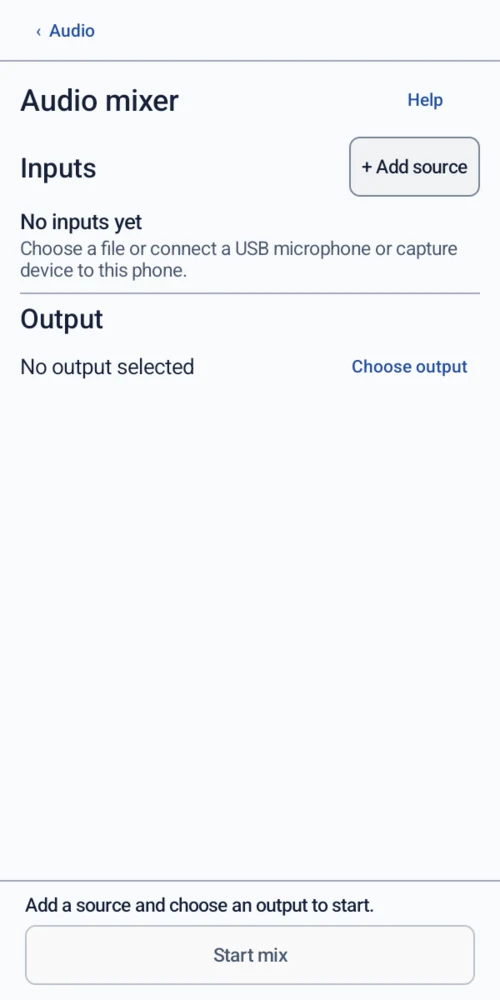 ‹ Audio
Audio mixer
Help
Inputs
+ Add source
No inputs yet
Choose a file or connect a USB microphone or capture
device to this phone.
Output
No output selected
Choose output
Add a source and choose an output to start.
Start mix